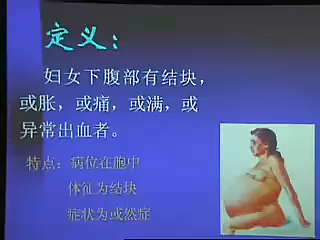 定义：
妇女下腹部有结块，
或胀，或痛，或满，或
异常出血者。
特点：病位在胞中
体征为结块
症状为或然症